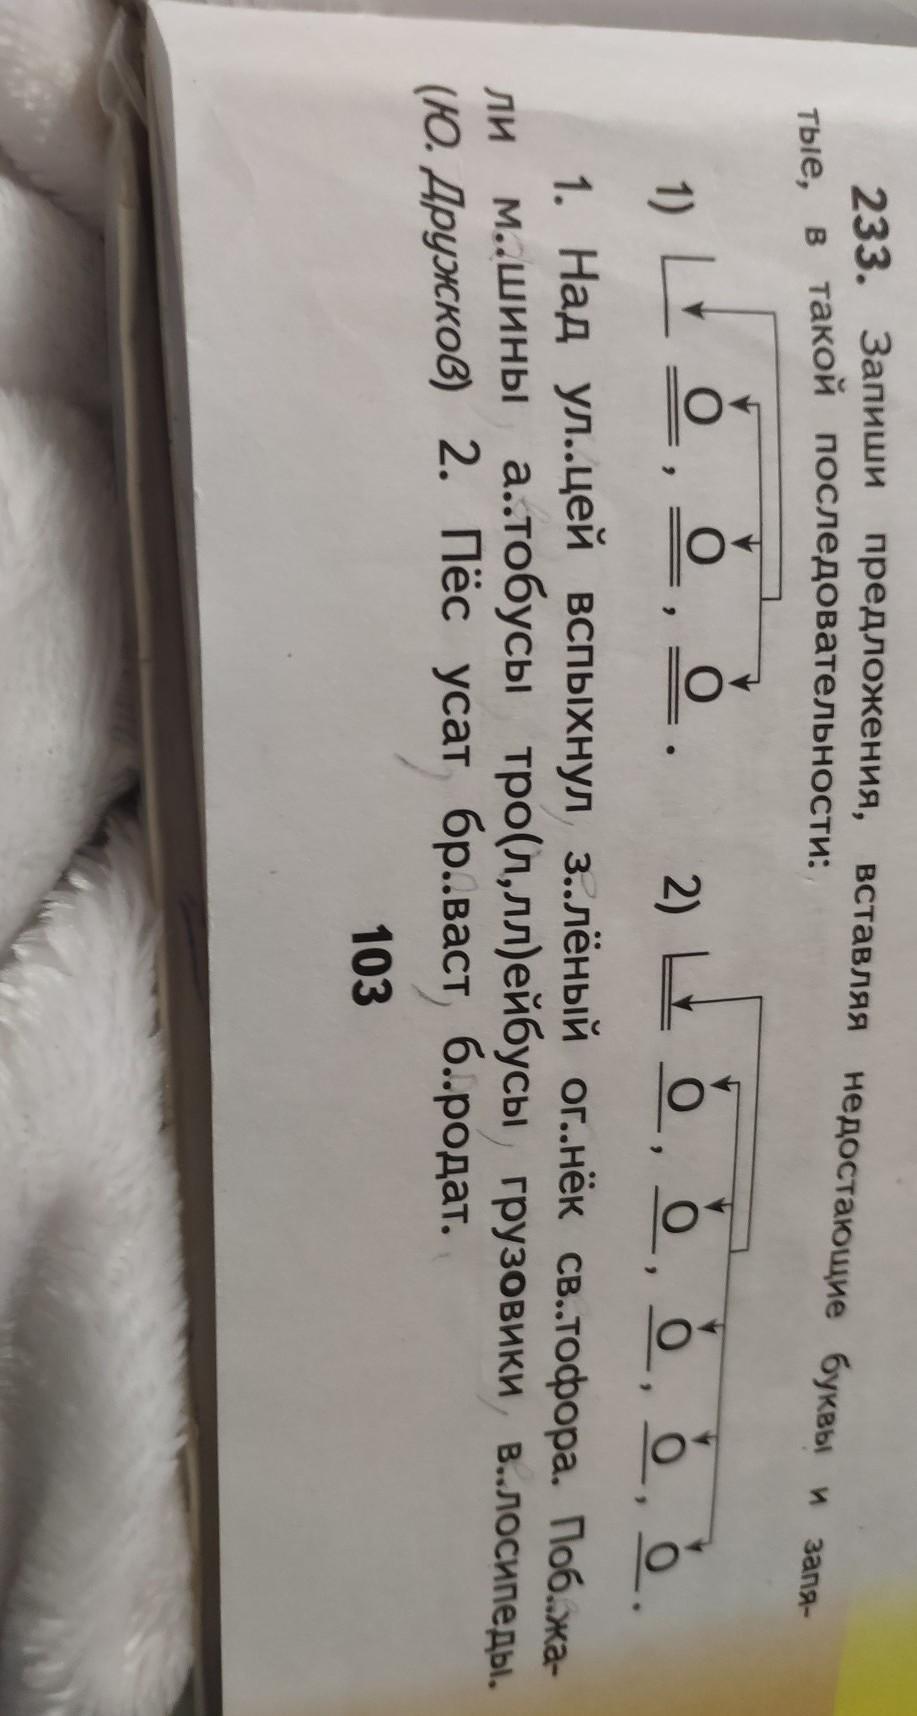 233. Запиши предложения, вставляя недостающие буквы и запя-
тые, в такой последовательности:
1) О, О, О. 2) О, О, О, О, О.
1. Над ул..цей вспыхнул з..лёный ог..нёк св..тофора. Поб..жа-
ли м..шины а..тобусы тро(л,лл)ейбусы грузовики в..лосипеды.
(Ю. Дружков) 2. Пёс усат бр..васт б..родат.
103